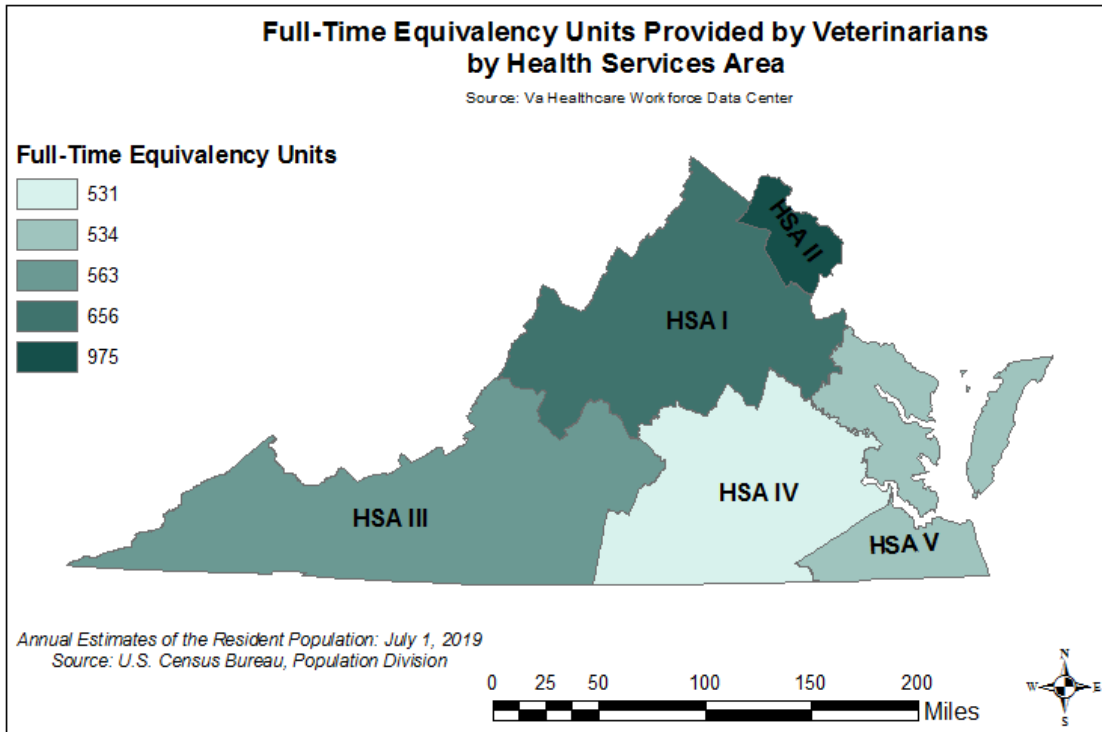 Full-Time Equivalency Units Provided by Veterinarians
by Health Services Area
Source: Va Healthcare Workforce Data Center
Full-Time Equivalency Units
531
534
563
656
975
HSA II
HSA I
HSA IV
HSA III
HSA V
Annual Estimates of the Resident Population: July 1, 2019
Source: U.S. Census Bureau, Population Division
0 25 50 100 150 200
Miles
N
W E
S